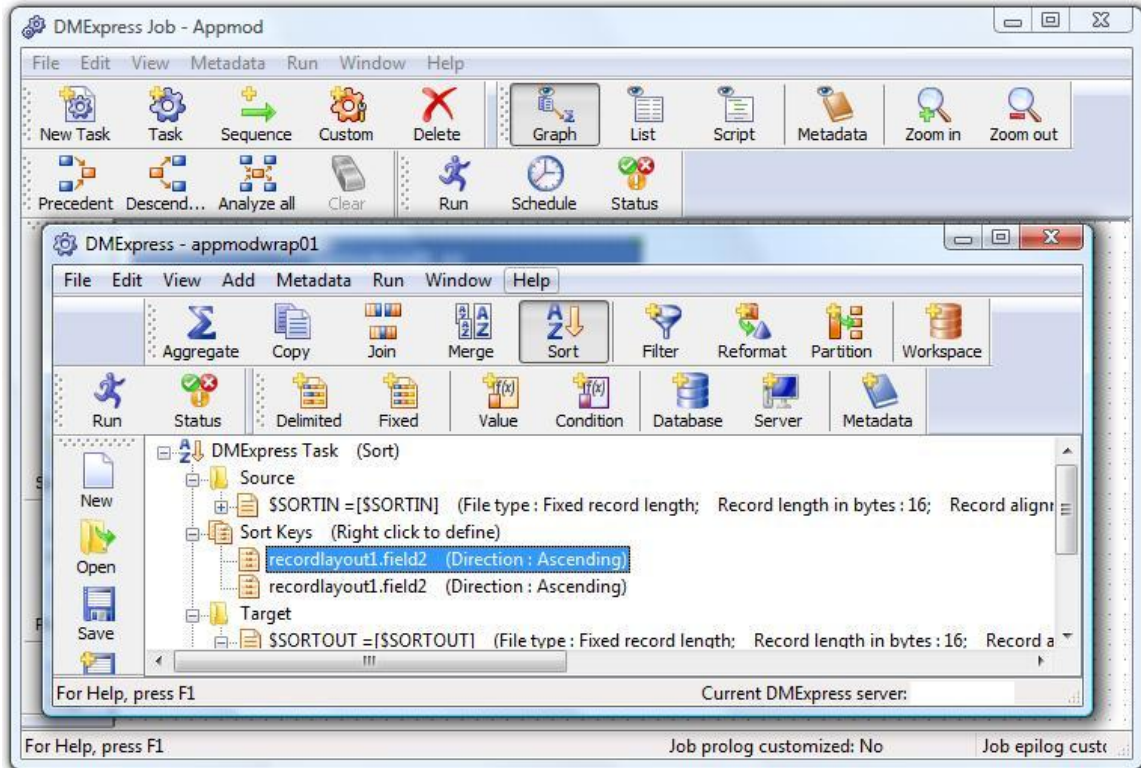 DMExpress Job - Appmod
File Edit View Metadata Run Window Help
New Task Task Sequence Custom Delete Graph List Script Metadata Zoom in Zoom out
Precedent Descend... Analyze all Clear Run Schedule Status
DMExpress - appmodwrap01
File Edit View Add Metadata Run Window Help
Aggregate Copy Join Merge Sort Filter Reformat Partition Workspace
Run Status Delimited Fixed Value Condition Database Server Metadata
New
Open
Save
DMExpress Task (Sort)
Source
$SORTIN =[$SORTIN] (File type : Fixed record length; Record length in bytes : 16; Record alignr
Sort Keys (Right click to define)
recordlayout1.field2 (Direction : Ascending)
recordlayout1.field2 (Direction : Ascending)
Target
$SORTOUT =[$SORTOUT] (File type : Fixed record length; Record length in bytes : 16; Record a
For Help, press F1 Current DMExpress server:
For Help, press F1 Job prolog customized: No Job epilog custo